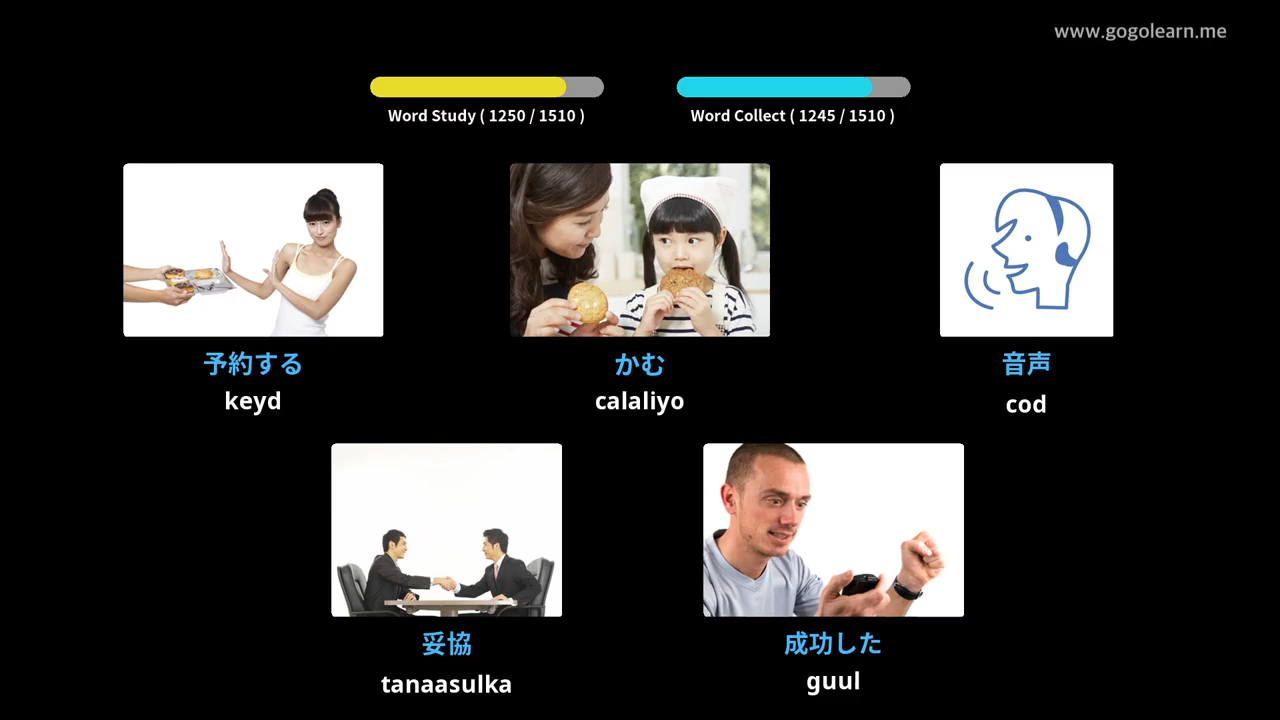 www.gogolearn.me
Word Study ( 1250 / 1510 )
Word Collect ( 1245 / 1510 )
予約する
keyd
かむ
calaliyo
音声
cod
妥協
tanaasulka
成功した
guul